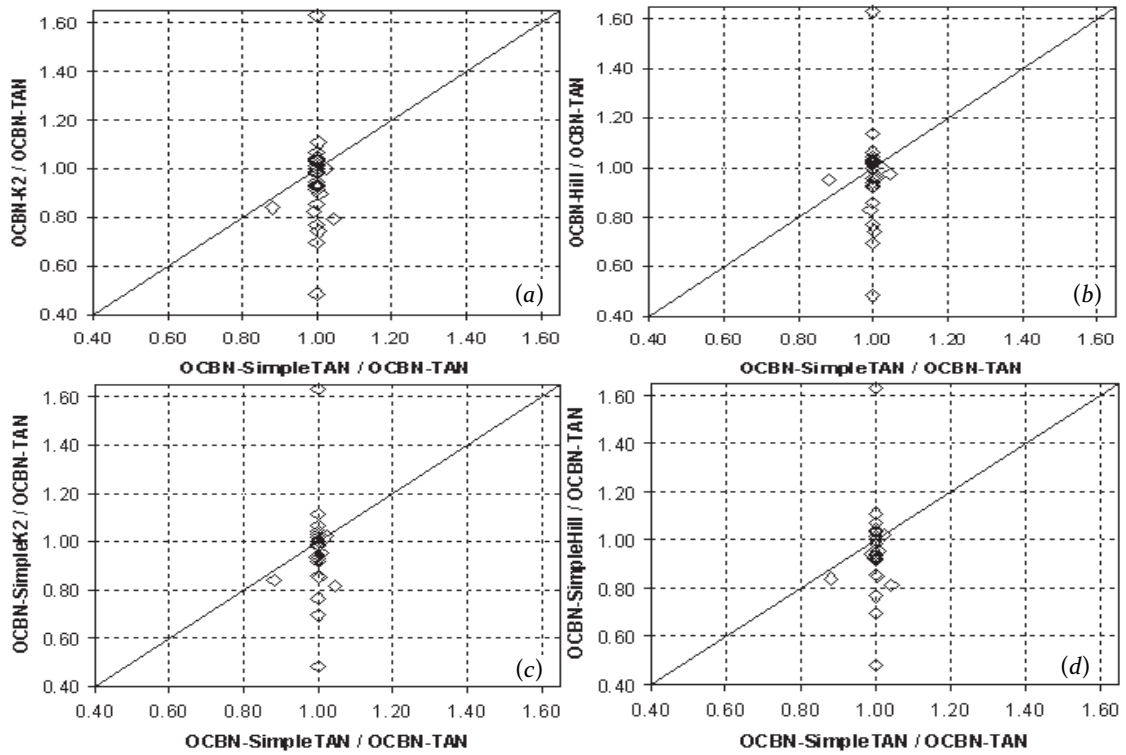 1.60
1.40
1.20
1.00
0.80
0.60
0.40
OCBN-K2 / OCBN-TAN
(a)
0.40 0.60 0.80 1.00 1.20 1.40 1.60
OCBN-SimpleTAN / OCBN-TAN
1.60
1.40
1.20
1.00
0.80
0.60
0.40
OCBN-Hill / OCBN-TAN
(b)
0.40 0.60 0.80 1.00 1.20 1.40 1.60
OCBN-SimpleTAN / OCBN-TAN
1.60
1.40
1.20
1.00
0.80
0.60
0.40
OCBN-SimpleK2 / OCBN-TAN
(c)
0.40 0.60 0.80 1.00 1.20 1.40 1.60
OCBN-SimpleTAN / OCBN-TAN
1.60
1.40
1.20
1.00
0.80
0.60
0.40
OCBN-SimpleHill / OCBN-TAN
(d)
0.40 0.60 0.80 1.00 1.20 1.40 1.60
OCBN-SimpleTAN / OCBN-TAN